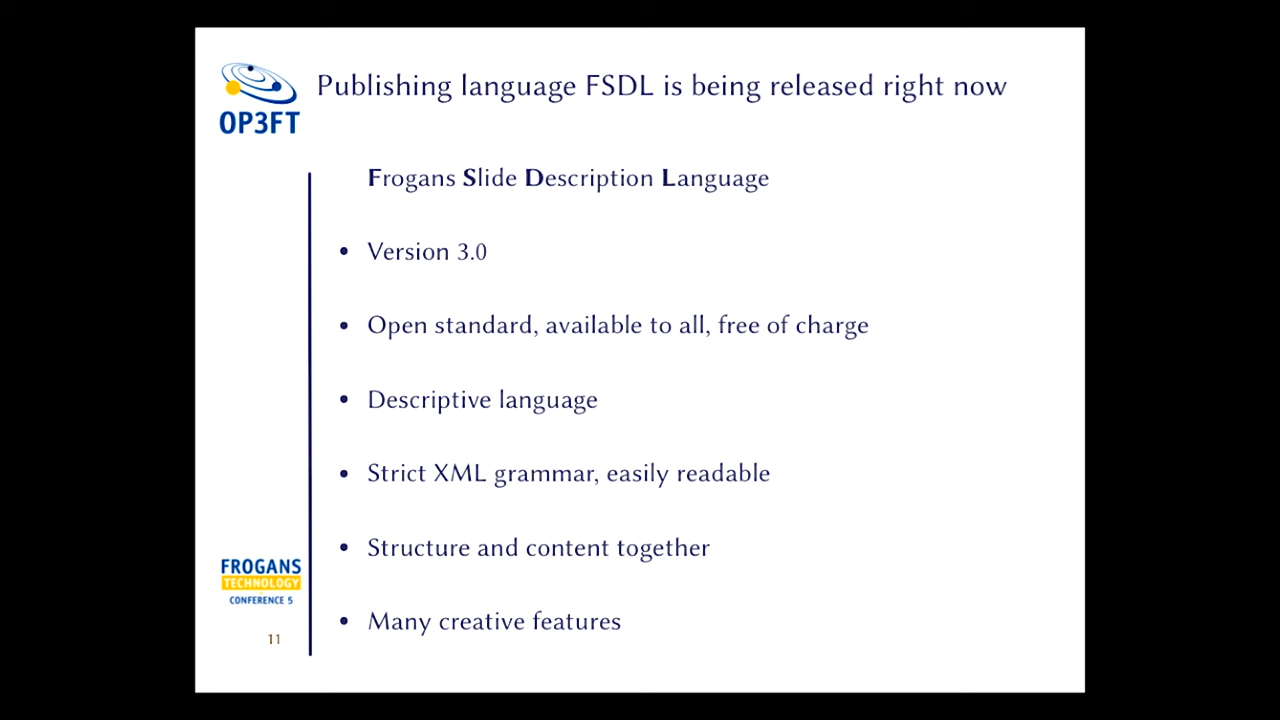 OP3FT
Publishing language FSDL is being released right now
Frogans Slide Description Language
• Version 3.0
• Open standard, available to all, free of charge
• Descriptive language
• Strict XML grammar, easily readable
• Structure and content together
• Many creative features
FROGANS
TECHNOLOGY
CONFERENCE 5
11